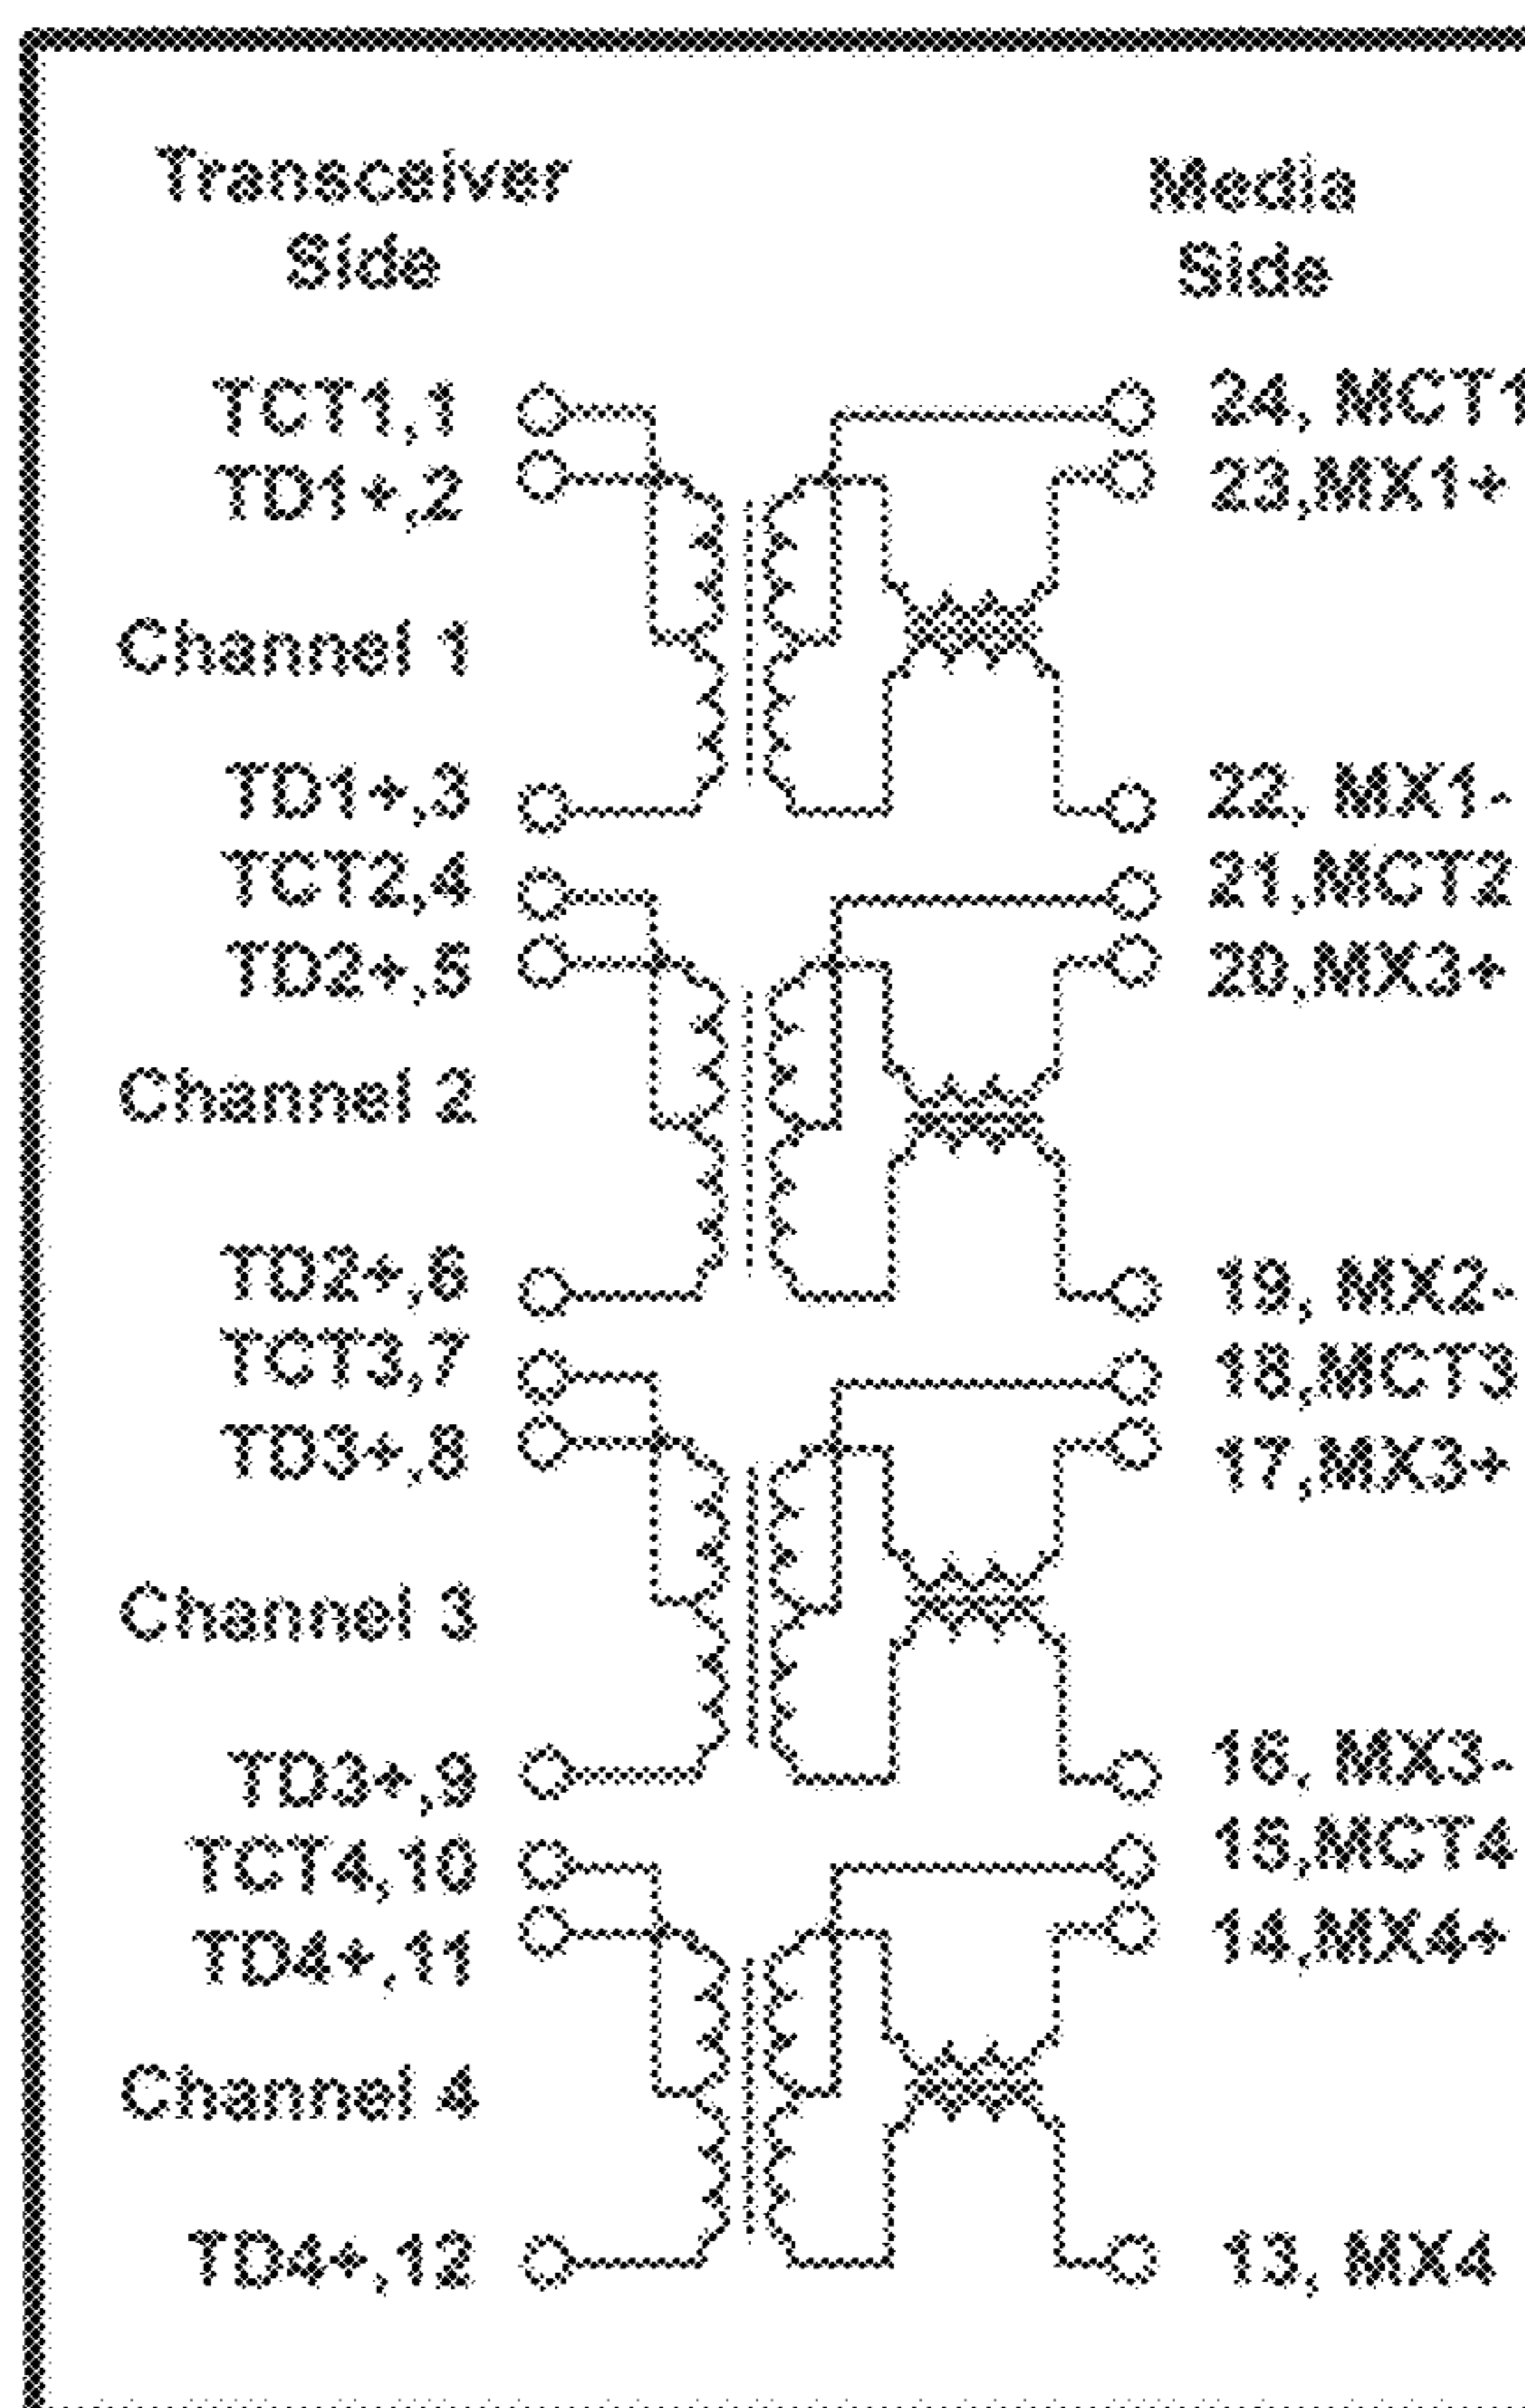 Transceiver
Side
Media
Side
TCT1,1
24, MCT1
TD1+,2
23,MX1+
Channel 1
TD1+,3
22, MX1-
TCT2,4
21,MCT2
TD2+,5
20,MX3+
Channel 2
TD2+,6
19, MX2-
TCT3,7
18,MCT3
TD3+,8
17,MX3+
Channel 3
TD3+,9
16, MX3-
TCT4,10
15,MCT4
TD4+,11
14,MX4+
Channel 4
TD4+,12
13, MX4